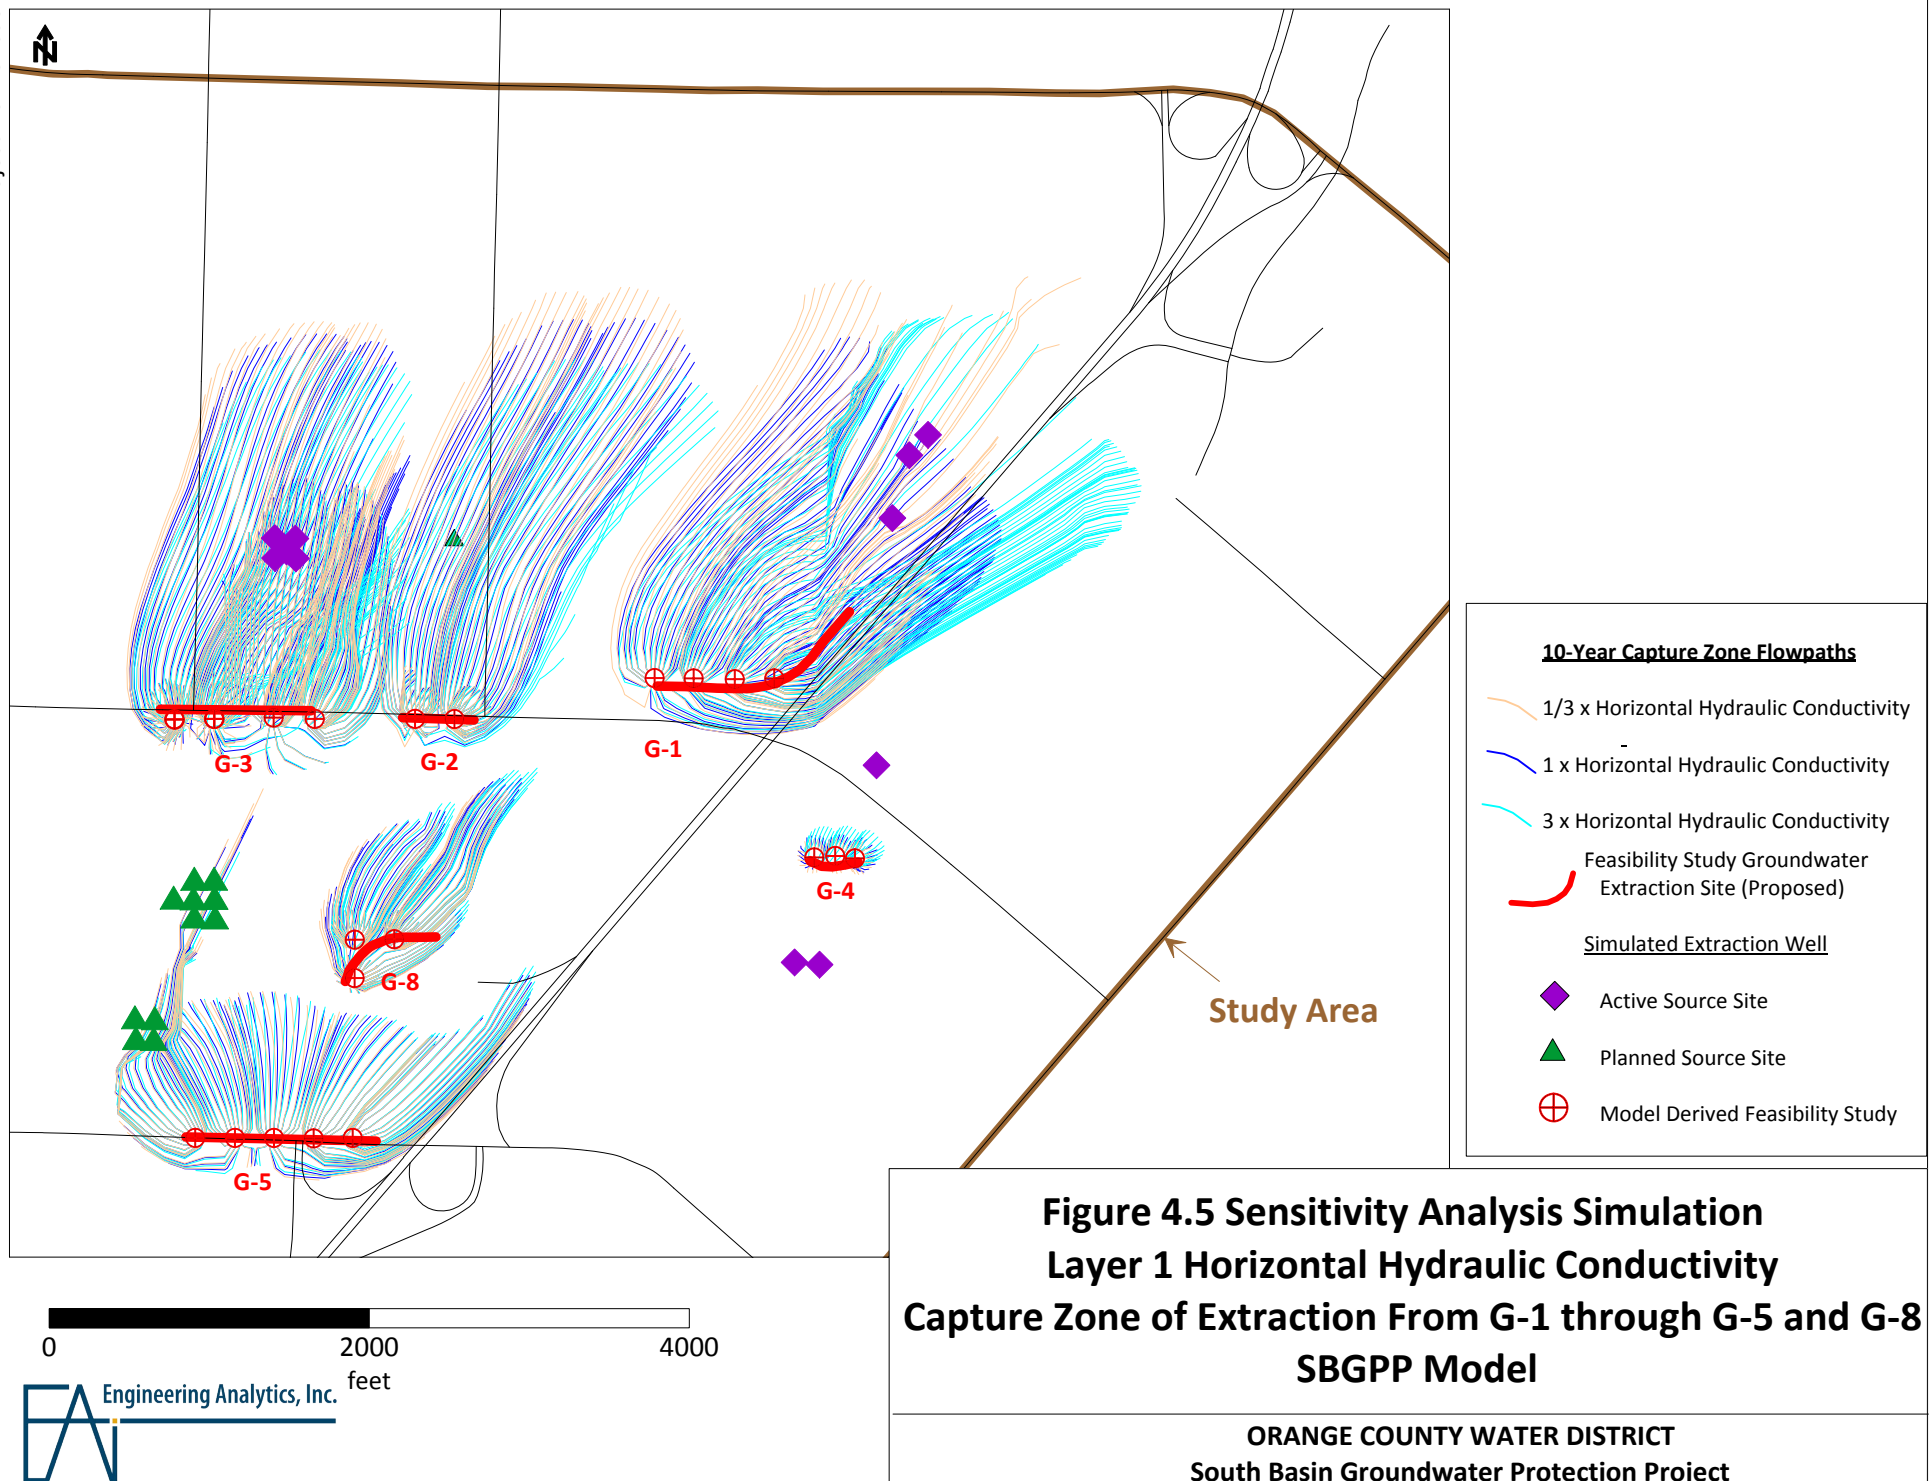 N
G-3
G-2
G-1
G-4
G-8
G-5
Study Area
10-Year Capture Zone Flowpaths
1/3 x Horizontal Hydraulic Conductivity
1 x Horizontal Hydraulic Conductivity
3 x Horizontal Hydraulic Conductivity
Feasibility Study Groundwater
Extraction Site (Proposed)
Simulated Extraction Well
Active Source Site
Planned Source Site
Model Derived Feasibility Study
0
2000
4000
feet
Engineering Analytics, Inc.
EAi
Figure 4.5 Sensitivity Analysis Simulation
Layer 1 Horizontal Hydraulic Conductivity
Capture Zone of Extraction From G-1 through G-5 and G-8
SBGPP Model
ORANGE COUNTY WATER DISTRICT
South Basin Groundwater Protection Project